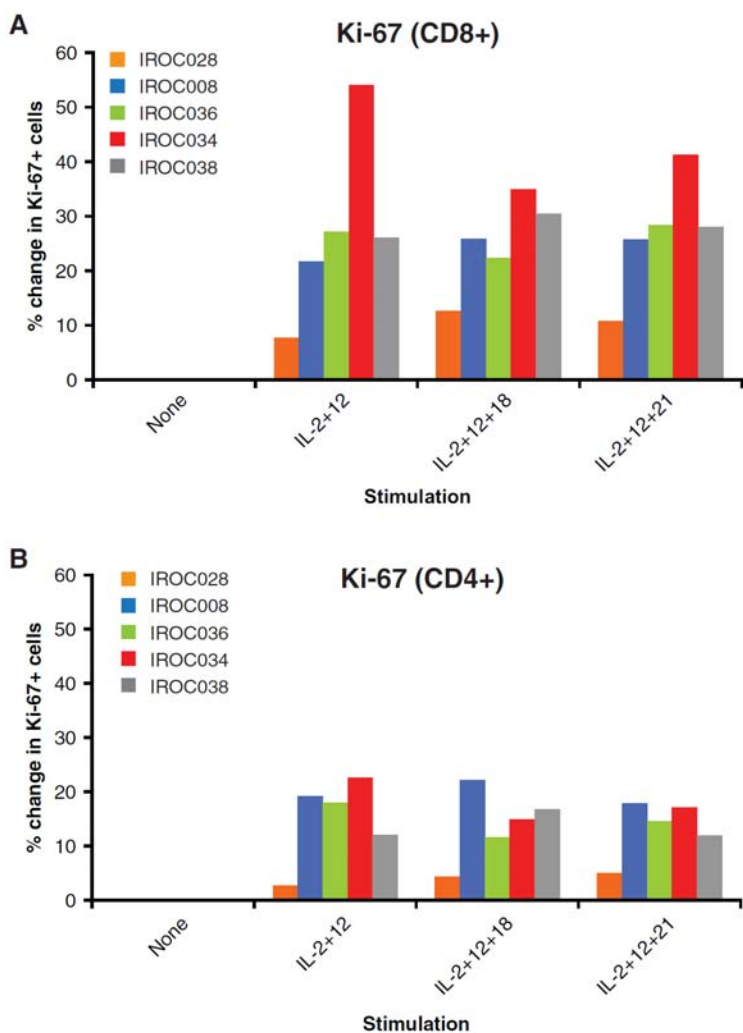 A
Ki-67 (CD8+)
60
50
40
30
20
10
0
% change in Ki-67+ cells
IROC028
IROC008
IROC036
IROC034
IROC038
None
IL-2+12
IL-2+12+18
IL-2+12+21
Stimulation
B
Ki-67 (CD4+)
60
50
40
30
20
10
0
% change in Ki-67+ cells
IROC028
IROC008
IROC036
IROC034
IROC038
None
IL-2+12
IL-2+12+18
IL-2+12+21
Stimulation